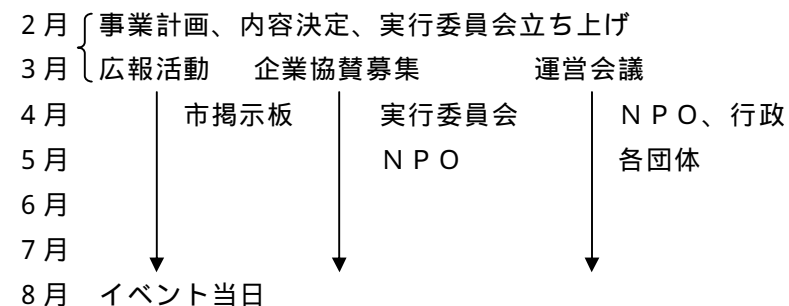 2月 事業計画、内容決定、実行委員会立ち上げ
3月 広報活動 企業協賛募集 運営会議
4月 市掲示板 実行委員会 NPO、行政
5月 NPO 各団体
6月
7月
8月 イベント当日